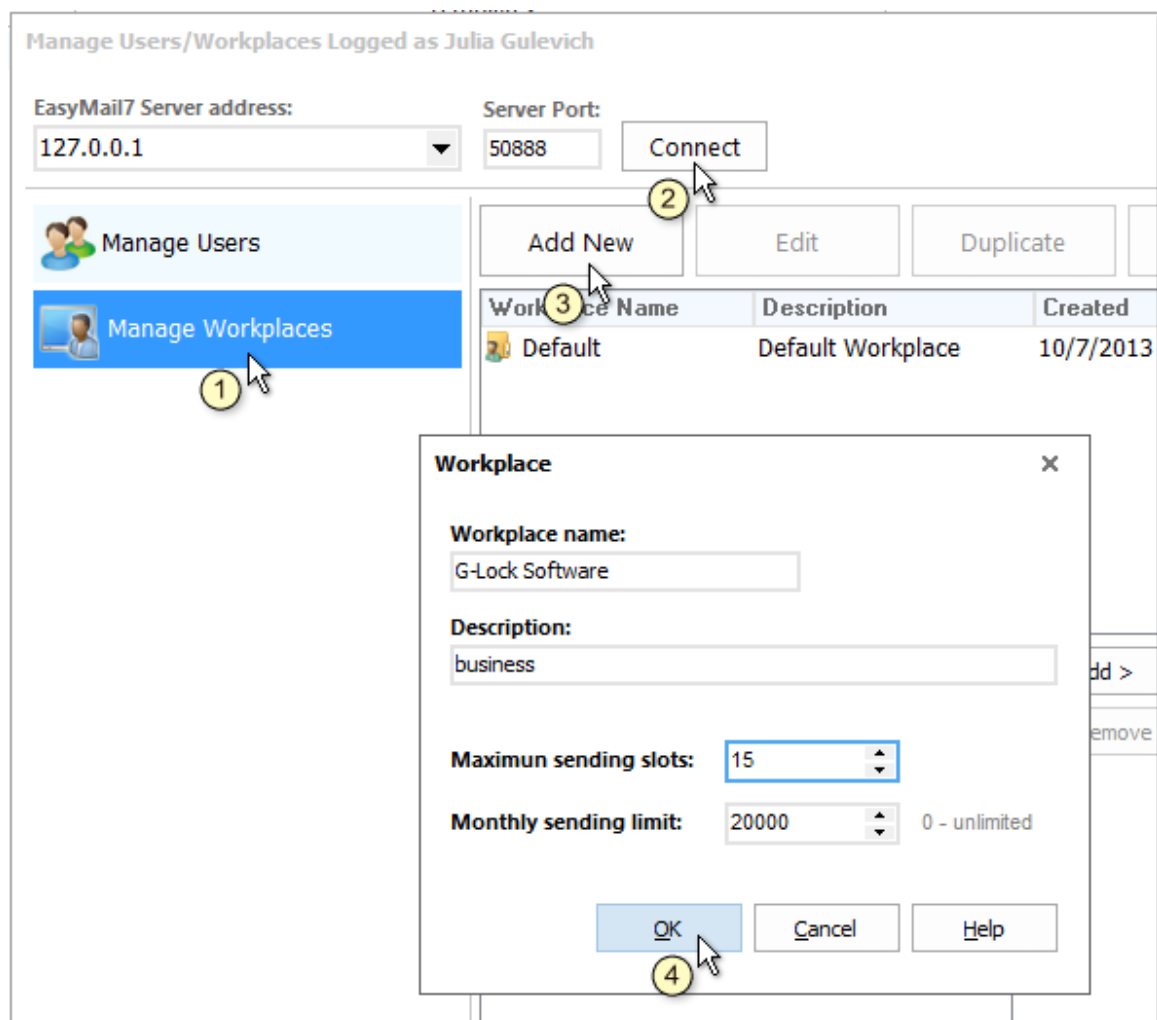 Manage Users/Workplaces Logged as Julia Gulevich
EasyMail7 Server address:
Server Port:
127.0.0.1
50888
Connect
2
Manage Users
Add New
Edit
Duplicate
3
Workplace Name
Description
Created
Manage Workplaces
Default
Default Workplace
10/7/2013
1
Workplace
Workplace name:
G-Lock Software
Description:
business
dd >
emove
Maximun sending slots:
15
Monthly sending limit:
20000
0 - unlimited
OK
Cancel
Help
4